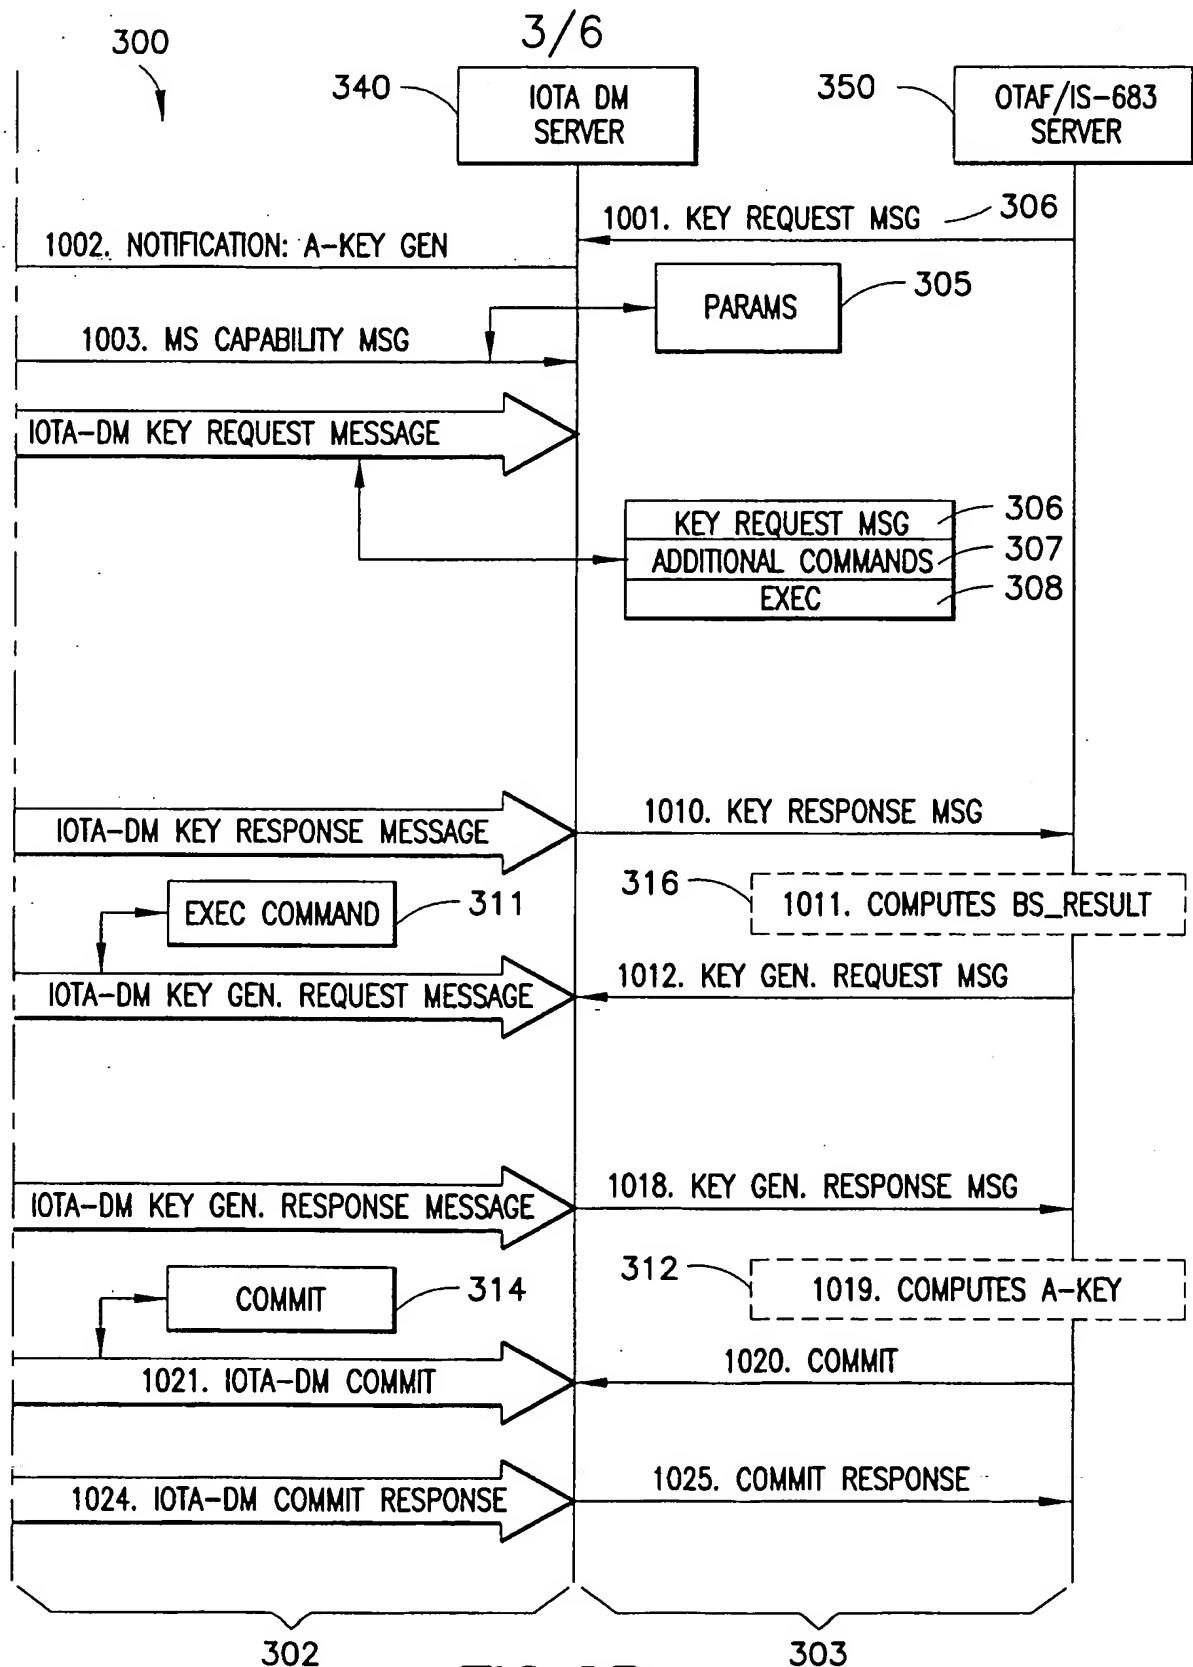 3/6
300
340
IOTA DM
SERVER
350
OTAF/IS-683
SERVER
1001. KEY REQUEST MSG
306
1002. NOTIFICATION: A-KEY GEN
PARAMS
305
1003. MS CAPABILITY MSG
IOTA-DM KEY REQUEST MESSAGE
KEY REQUEST MSG
306
ADDITIONAL COMMANDS
307
EXEC
308
IOTA-DM KEY RESPONSE MESSAGE
1010. KEY RESPONSE MSG
316
1011. COMPUTES BS_RESULT
EXEC COMMAND
311
IOTA-DM KEY GEN. REQUEST MESSAGE
1012. KEY GEN. REQUEST MSG
IOTA-DM KEY GEN. RESPONSE MESSAGE
1018. KEY GEN. RESPONSE MSG
312
1019. COMPUTES A-KEY
COMMIT
314
1021. IOTA-DM COMMIT
1020. COMMIT
1024. IOTA-DM COMMIT RESPONSE
1025. COMMIT RESPONSE
302
303